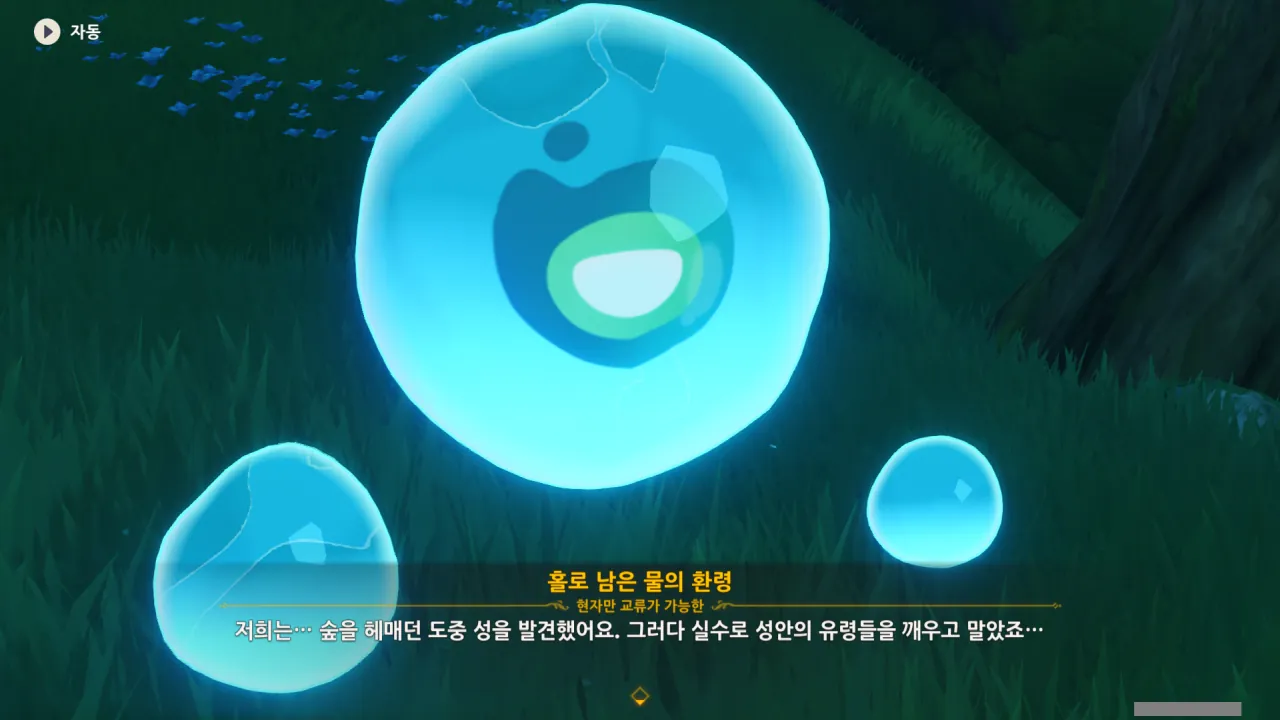 자동
홀로 남은 물의 환령
현자만 교류가 가능한
저희는… 숲을 헤매던 도중 성을 발견했어요. 그러다 실수로 성안의 유령들을 깨우고 말았죠…